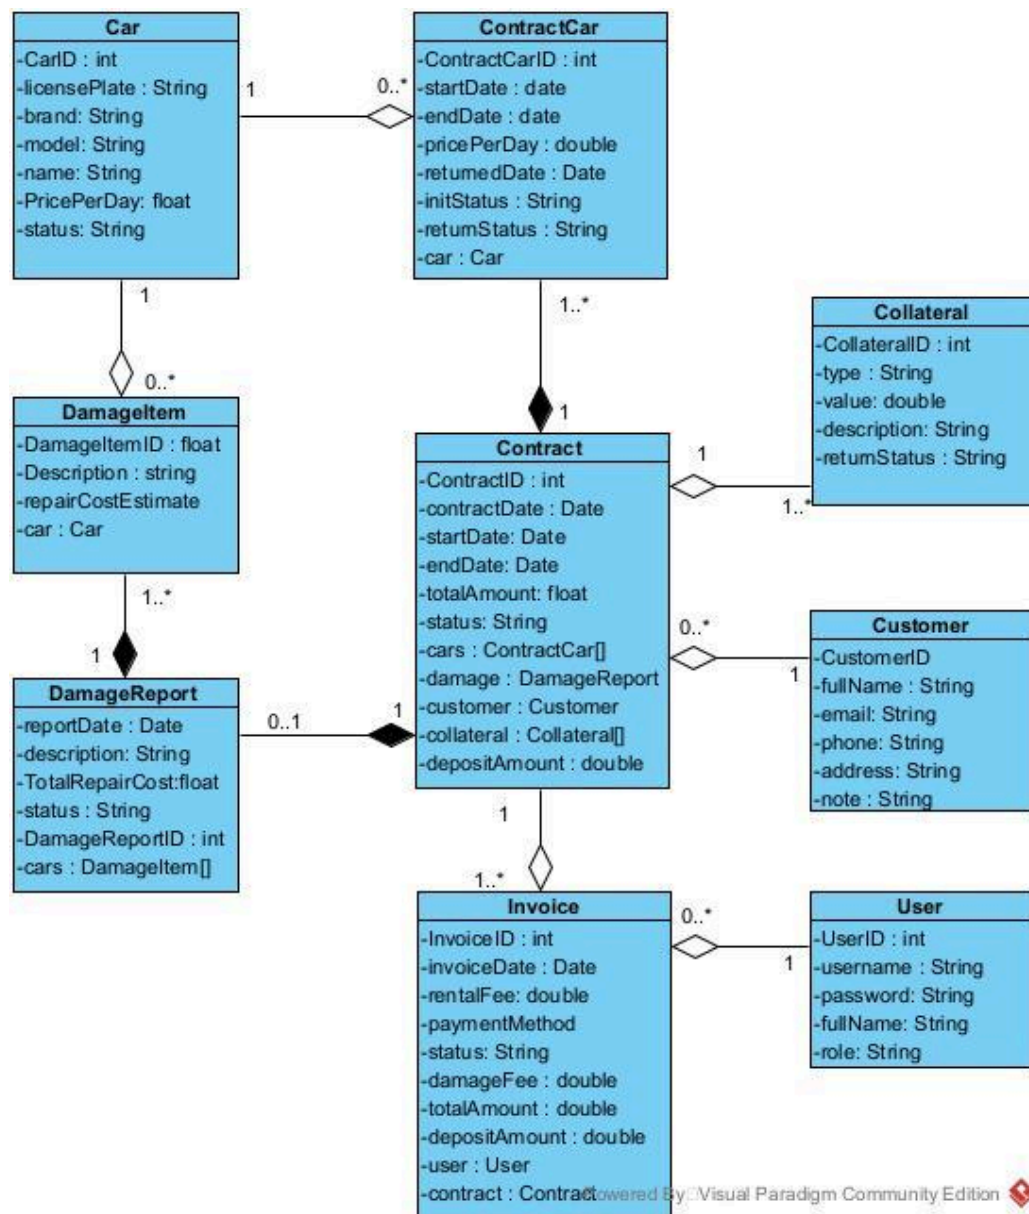 Car
-CarID : int
-licensePlate : String
-brand: String
-model: String
-name: String
-PricePerDay: float
-status: String
1
0..*
ContractCar
-ContractCarID : int
-startDate : date
-endDate : date
-pricePerDay : double
-returnedDate : Date
-initStatus : String
-returnStatus : String
-car : Car
1
0..*
1..*
1
Collateral
-CollateralID : int
-type : String
-value: double
-description: String
-returnStatus : String
DamageItem
-DamageItemID : float
-Description : string
-repairCostEstimate
-car : Car
Contract
-ContractID : int
-contractDate : Date
-startDate: Date
-endDate: Date
-totalAmount: float
-status: String
-cars : ContractCar[]
-damage : DamageReport
-customer : Customer
-collateral : Collateral[]
-depositAmount : double
1
1..*
1..*
1
0..*
1
Customer
-CustomerID
-fullName : String
-email: String
-phone: String
-address: String
-note : String
DamageReport
-reportDate : Date
-description: String
-TotalRepairCost:float
-status : String
-DamageReportID : int
-cars : DamageItem[]
0..1
1
1
1..*
Invoice
-InvoiceID : int
-invoiceDate : Date
-rentalFee: double
-paymentMethod
-status: String
-damageFee : double
-totalAmount : double
-depositAmount : double
-user : User
-contract : Contract
0..*
1
User
-UserID : int
-username : String
-password: String
-fullName: String
-role: String
Powered By Visual Paradigm Community Edition